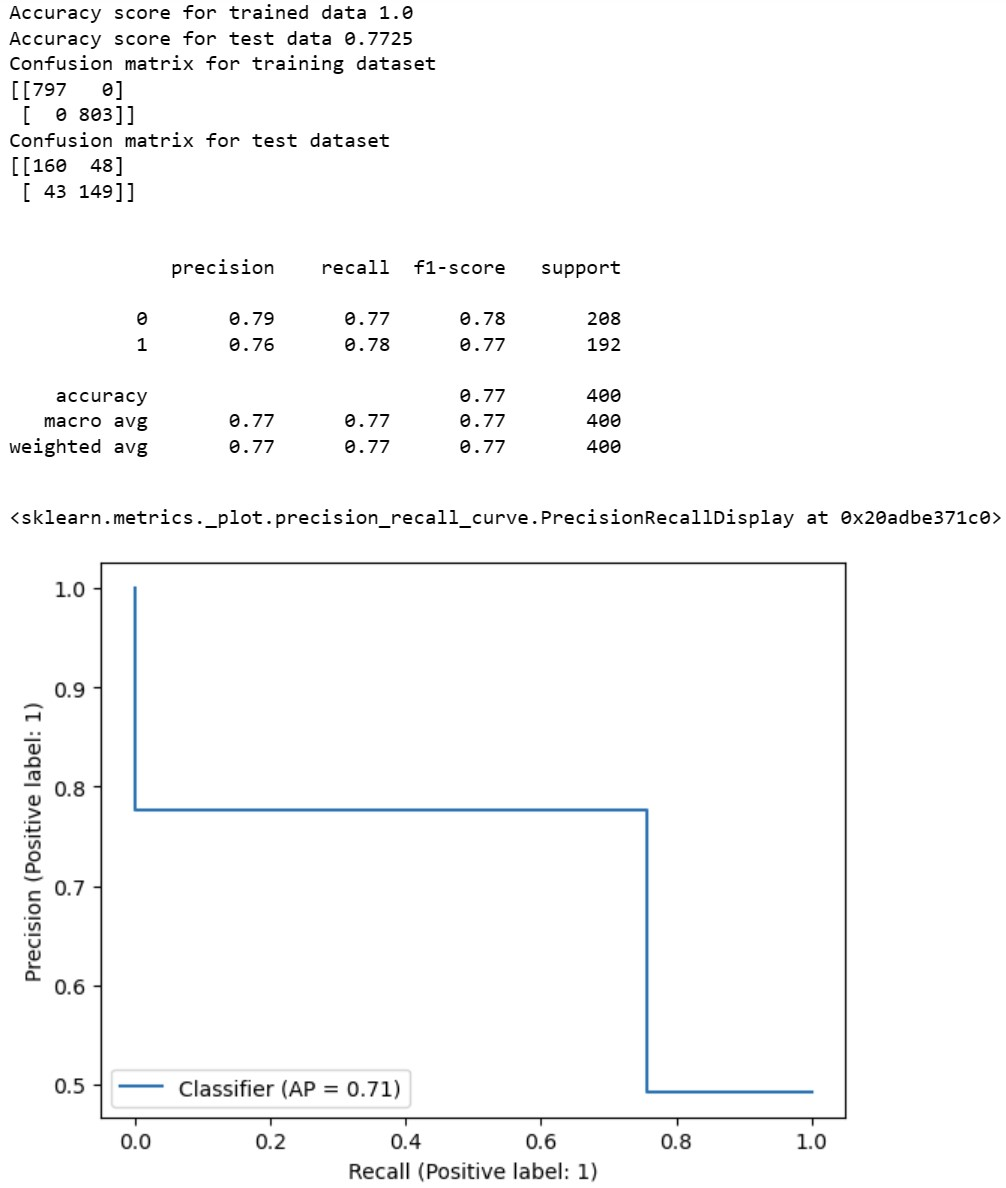 Accuracy score for trained data 1.0
Accuracy score for test data 0.7725
Confusion matrix for training dataset
[[797   0]
 [  0 803]]
Confusion matrix for test dataset
[[160  48]
 [ 43 149]]
              precision    recall  f1-score   support
           0       0.79      0.77      0.78       208
           1       0.76      0.78      0.77       192
    accuracy                           0.77       400
   macro avg       0.77      0.77      0.77       400
weighted avg       0.77      0.77      0.77       400
<sklearn.metrics._plot.precision_recall_curve.PrecisionRecallDisplay at 0x20adbe371c0>
Precision (Positive label: 1)
1.0
0.9
0.8
0.7
0.6
0.5
Classifier (AP = 0.71)
0.0 0.2 0.4 0.6 0.8 1.0
Recall (Positive label: 1)